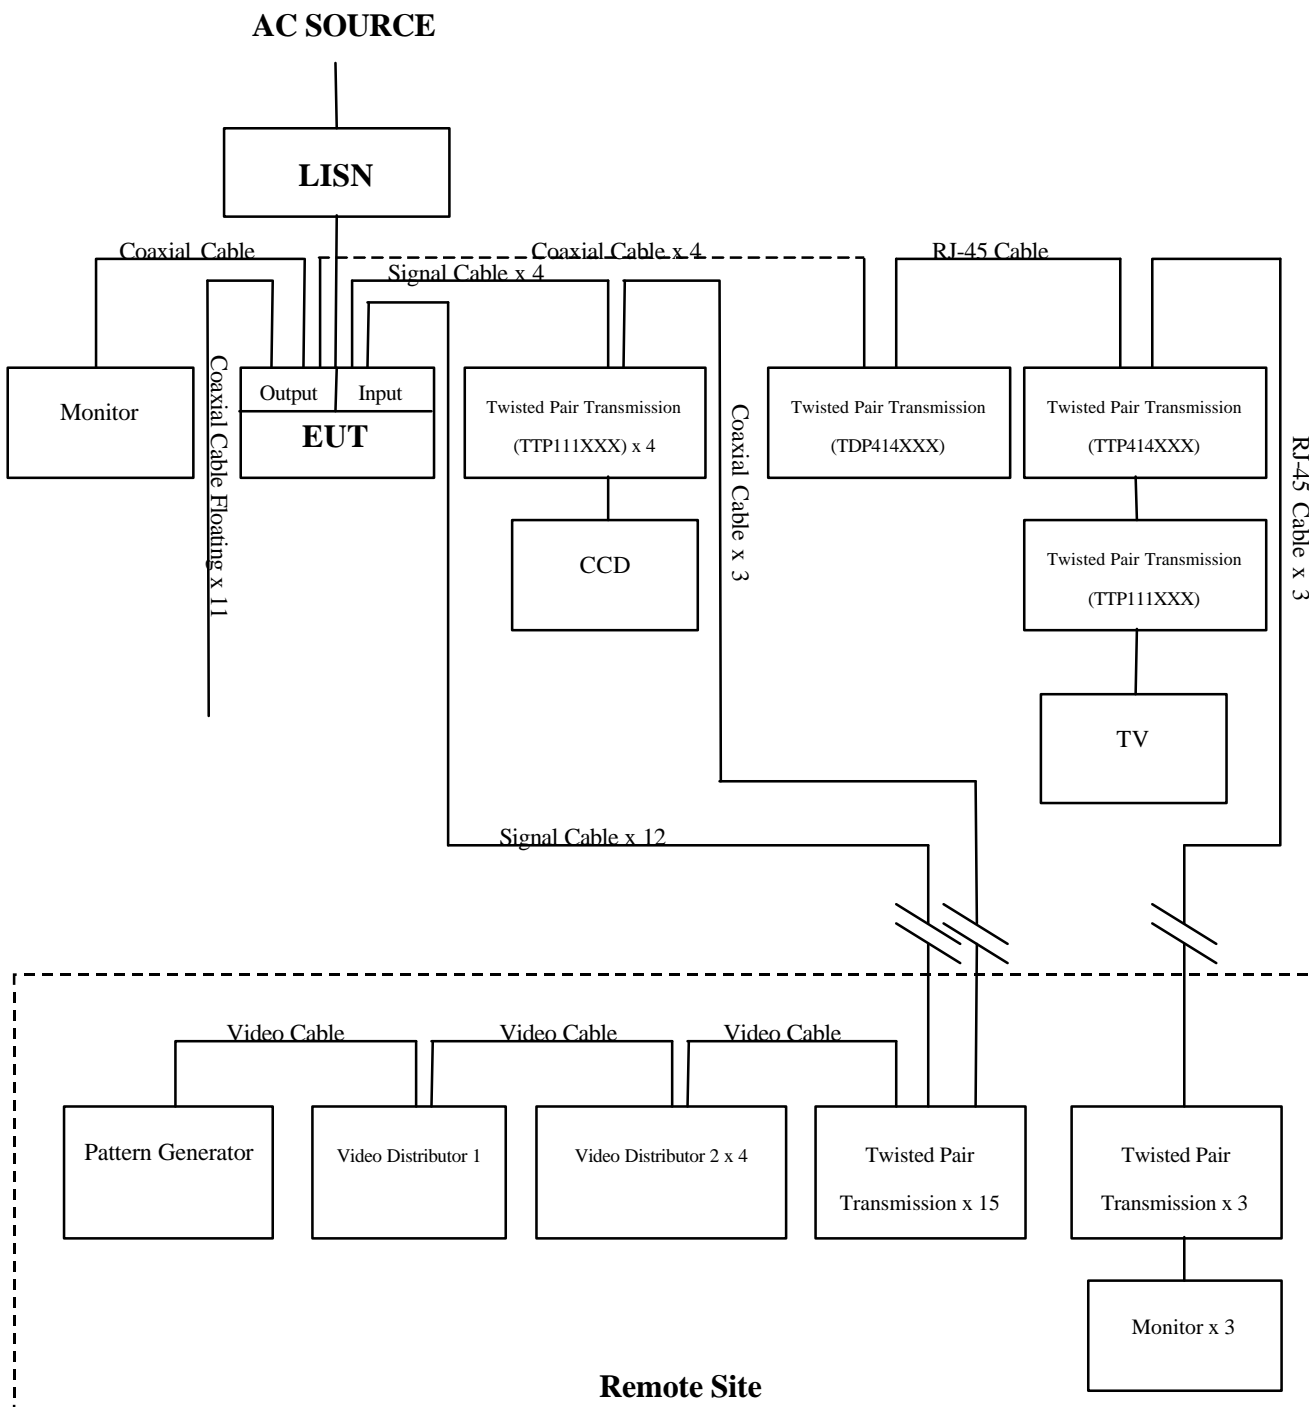 AC SOURCE
LISN
Coaxial Cable
Coaxial Cable x 4
RJ-45 Cable
Signal Cable x 4
Monitor
Coaxial Cable Floating x 11
Output
Input
EUT
Twisted Pair Transmission
(TTP111XXX) x 4
Coaxial Cable x 3
Twisted Pair Transmission
(TDP414XXX)
Twisted Pair Transmission
(TTP414XXX)
RJ-45 Cable x 3
CCD
Twisted Pair Transmission
(TTP111XXX)
TV
Signal Cable x 12
Video Cable
Video Cable
Video Cable
Pattern Generator
Video Distributor 1
Video Distributor 2 x 4
Twisted Pair
Transmission x 15
Twisted Pair
Transmission x 3
Monitor x 3
Remote Site